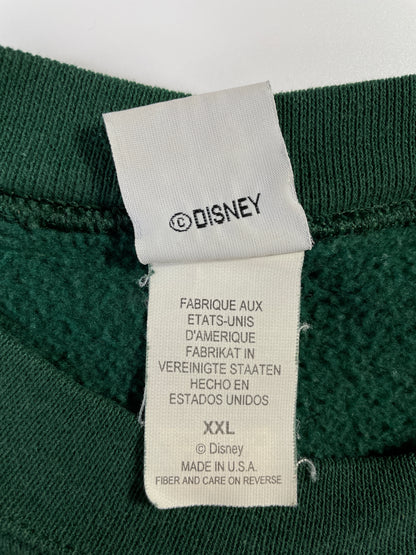 ©DISNEY
FABRIQUE AUX
ETATS-UNIS
D'AMERIQUE
FABRIKAT IN
VEREINIGTE STAATEN
HECHO EN
ESTADOS UNIDOS
XXL
© Disney
MADE IN U.S.A.
FIBER AND CARE ON REVERSE